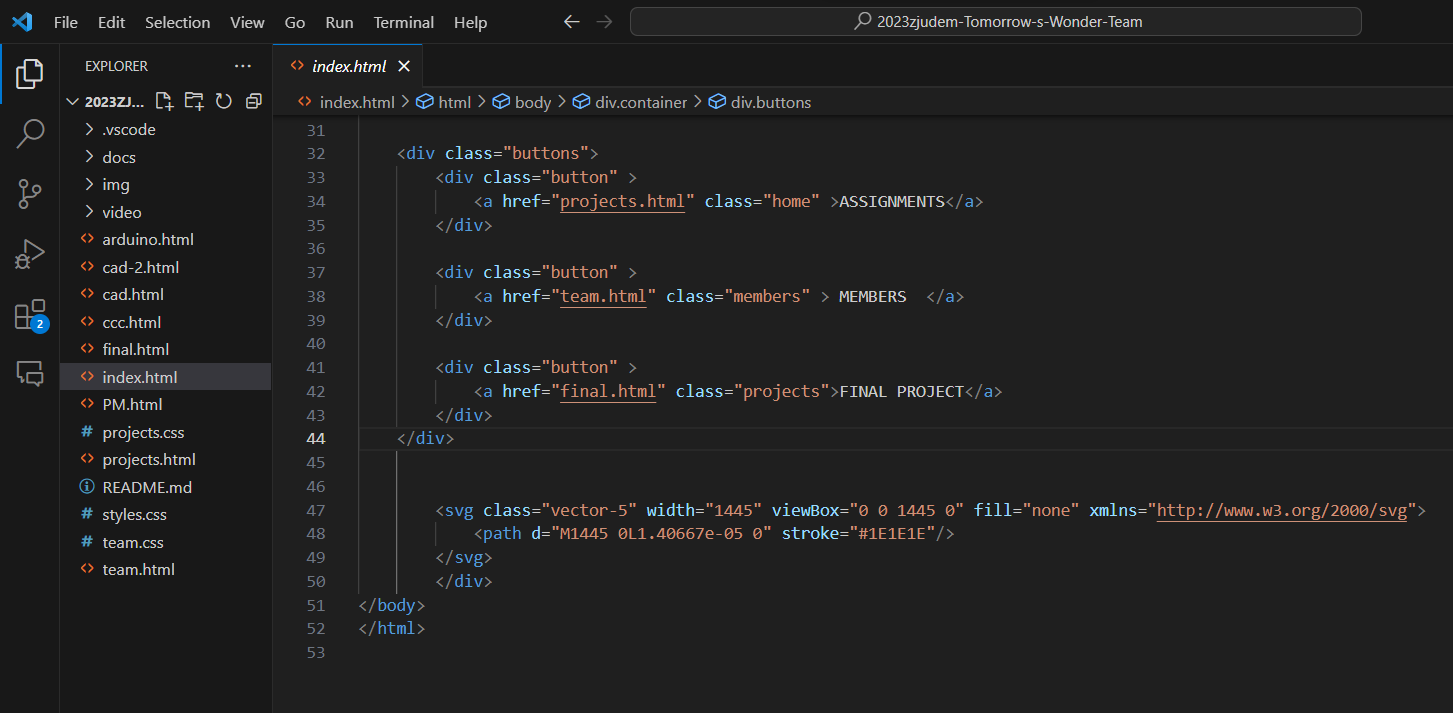 File Edit Selection View Go Run Terminal Help
2023zjudem-Tomorrow-s-Wonder-Team
EXPLORER
2023ZJ...
.vscode
docs
img
video
arduino.html
cad-2.html
cad.html
ccc.html
final.html
index.html
PM.html
projects.css
projects.html
README.md
styles.css
team.css
team.html
2
index.html
index.html > html > body > div.container > div.buttons
31
32 <div class="buttons">
33 <div class="button" >
34 <a href="projects.html" class="home" >ASSIGNMENTS</a>
35 </div>
36
37 <div class="button" >
38 <a href="team.html" class="members" > MEMBERS  </a>
39 </div>
40
41 <div class="button" >
42 <a href="final.html" class="projects">FINAL PROJECT</a>
43 </div>
44 </div>
45
46
47 <svg class="vector-5" width="1445" viewBox="0 0 1445 0" fill="none" xmlns="http://www.w3.org/2000/svg">
48 <path d="M1445 0L1.40667e-05 0" stroke="#1E1E1E"/>
49 </svg>
50 </div>
51 </body>
52 </html>
53